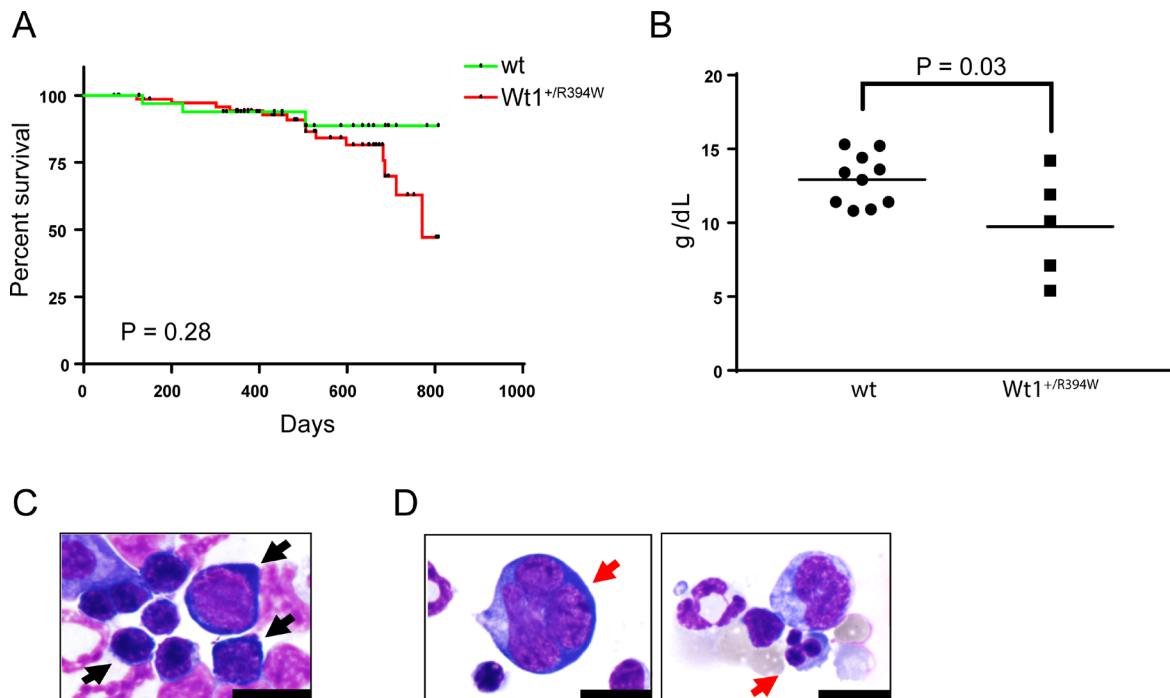 A
wt
Wt1+/R394W
Percent survival
100
75
50
25
0
P = 0.28
0 200 400 600 800 1000
Days
B
P = 0.03
g /dL
20
15
10
5
0
wt Wt1+/R394W
C
D